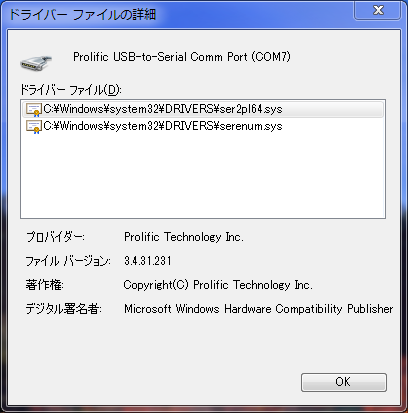 ドライバー ファイルの詳細
Prolific USB-to-Serial Comm Port (COM7)
ドライバー ファイル(D):
C:¥Windows¥system32¥DRIVERS¥ser2pl64.sys
C:¥Windows¥system32¥DRIVERS¥serenum.sys
プロバイダー: Prolific Technology Inc.
ファイル バージョン: 3.4.31.231
著作権: Copyright(C) Prolific Technology Inc.
デジタル署名者: Microsoft Windows Hardware Compatibility Publisher
OK